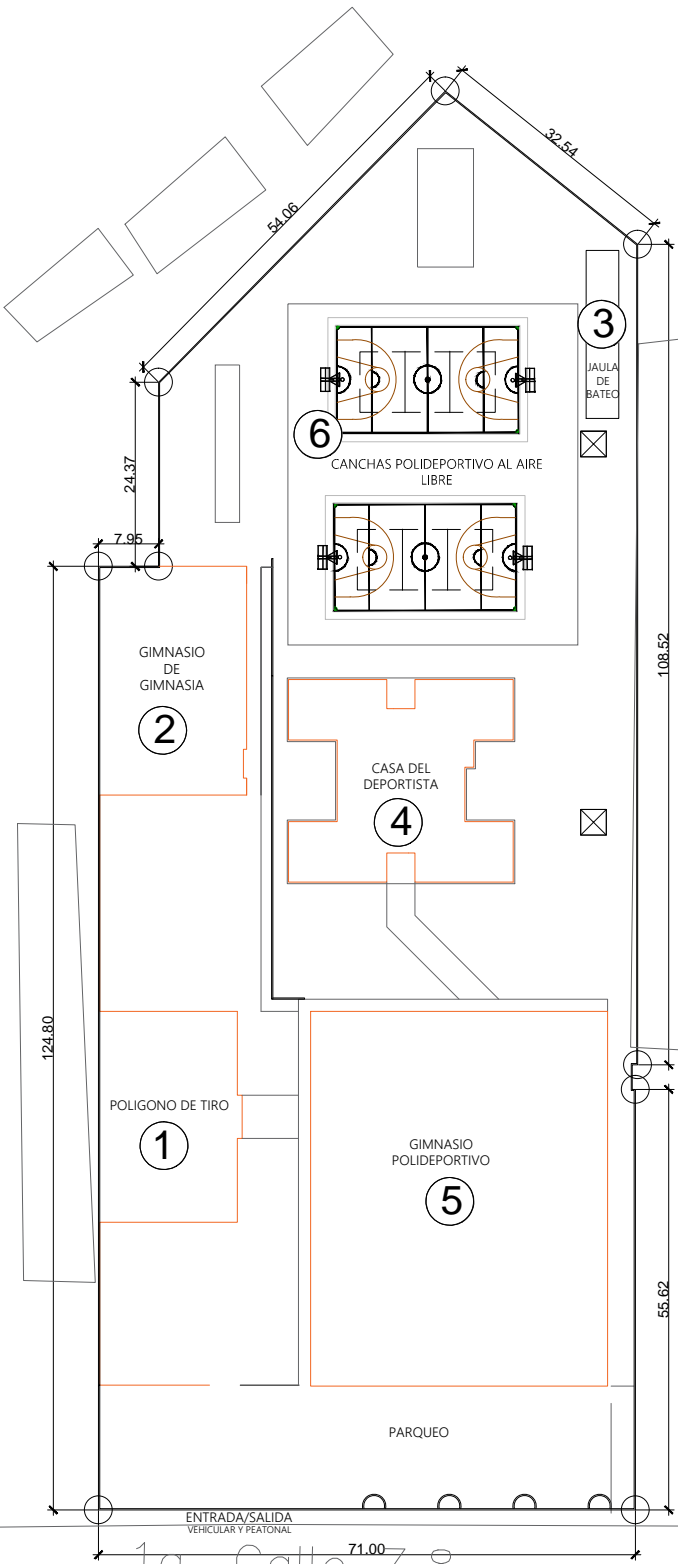 32.54
54.06
3
JAULA
DE
BATEO
6
CANCHAS POLIDEPORTIVO AL AIRE
LIBRE
24.37
7.95
GIMNASIO
DE
GIMNASIA
2
108.52
CASA DEL
DEPORTISTA
4
124.80
POLIGONO DE TIRO
1
GIMNASIO
POLIDEPORTIVO
5
55.62
PARQUEO
ENTRADA/SALIDA
VEHICULAR Y PEATONAL
71.00
1a Calle